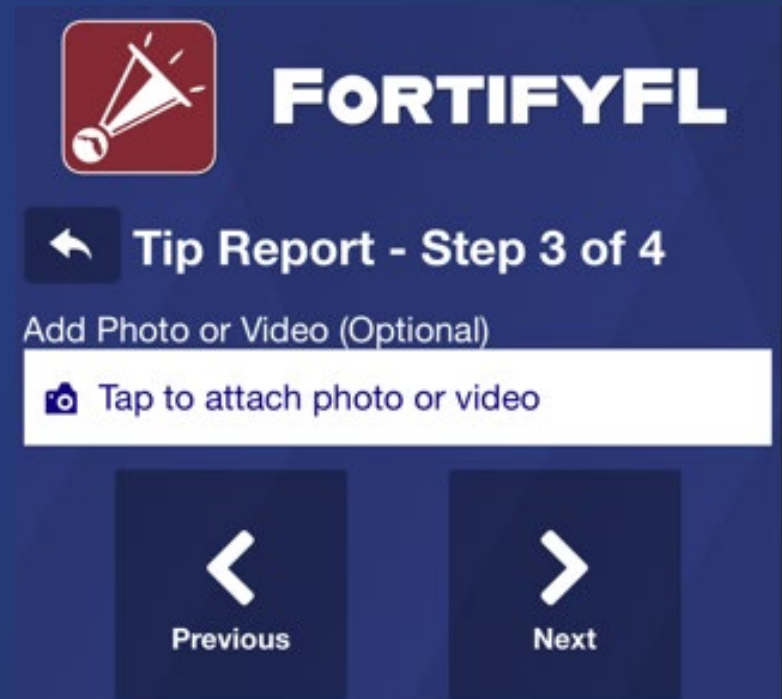 FORTIFYFL
Tip Report - Step 3 of 4
Add Photo or Video (Optional)
Tap to attach photo or video
Previous
Next